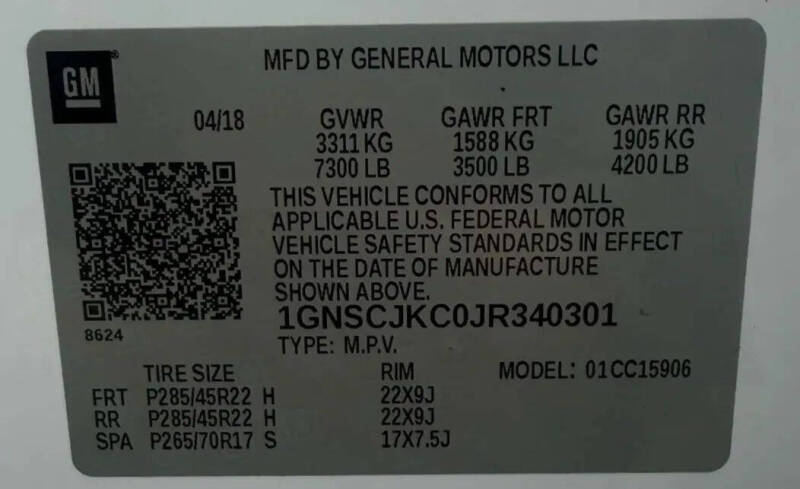 MFD BY GENERAL MOTORS LLC
GM
04/18 GVWR GAWR FRT GAWR RR
3311 KG 1588 KG 1905 KG
7300 LB 3500 LB 4200 LB
THIS VEHICLE CONFORMS TO ALL
APPLICABLE U.S. FEDERAL MOTOR
VEHICLE SAFETY STANDARDS IN EFFECT
ON THE DATE OF MANUFACTURE
SHOWN ABOVE.
8624
1GNSCJKC0JR340301
TYPE: M.P.V.
TIRE SIZE RIM MODEL: 01CC15906
FRT P285/45R22 H 22X9J
RR P285/45R22 H 22X9J
SPA P265/70R17 S 17X7.5J